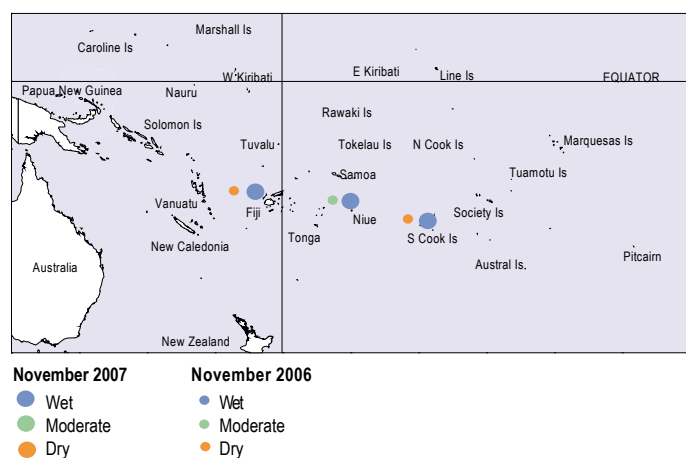 Marshall Is
Caroline Is
W Kiribati
E Kiribati
Line Is
EQUATOR
Papua New Guinea
Nauru
Rawaki Is
Solomon Is
Tuvalu
Tokelau Is
N Cook Is
Marquesas Is
Samoa
Tuamotu Is
Vanuatu
Fiji
Niue
Society Is
Tonga
S Cook Is
New Caledonia
Pitcairn
Australia
Austral Is.
New Zealand
November 2007
Wet
Moderate
Dry
November 2006
Wet
Moderate
Dry